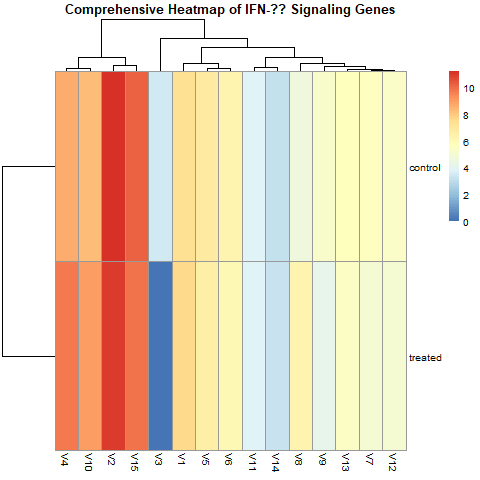 Comprehensive Heatmap of IFN-?? Signaling Genes
10
8
6
4
2
0
control
treated
V4 V10 V2 V15 V3 V1 V5 V6 V11 V14 V8 V9 V13 V7 V12